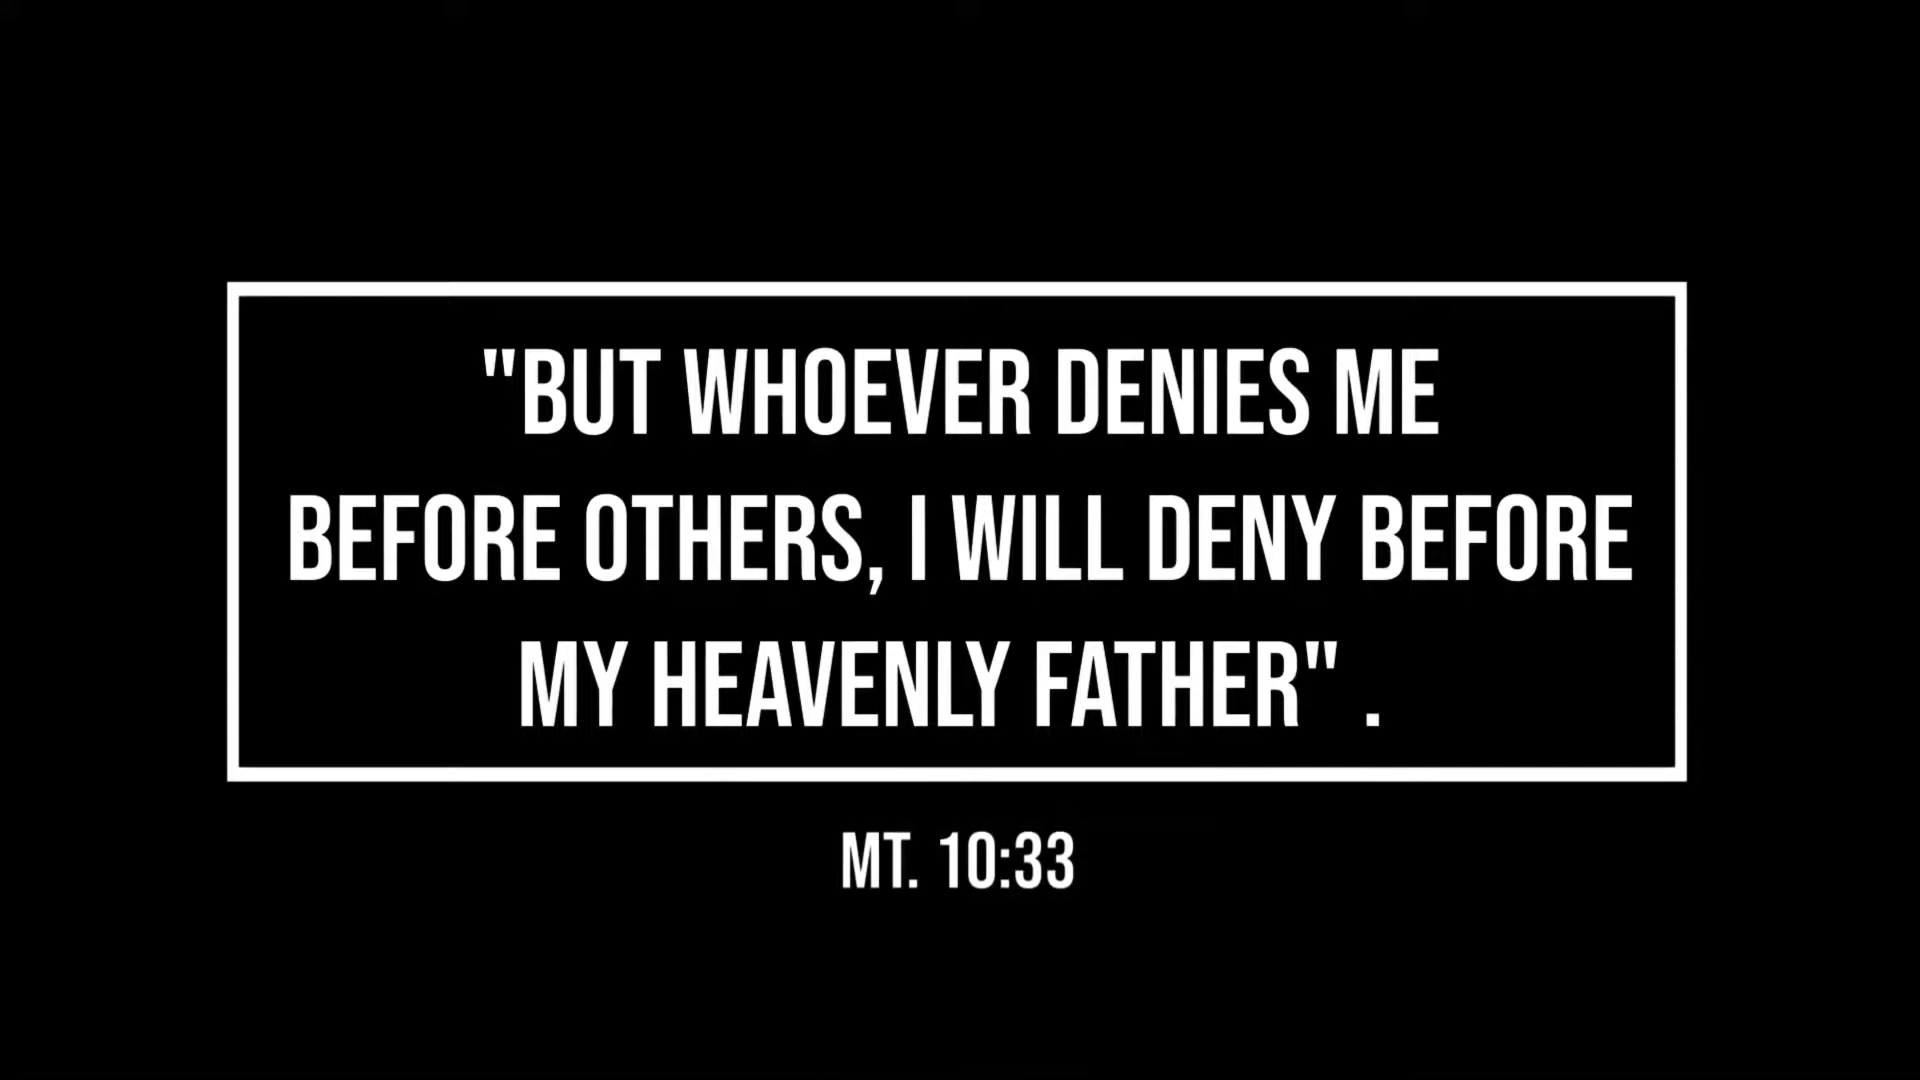 "BUT WHOEVER DENIES ME
BEFORE OTHERS, I WILL DENY BEFORE
MY HEAVENLY FATHER" .
MT. 10:33